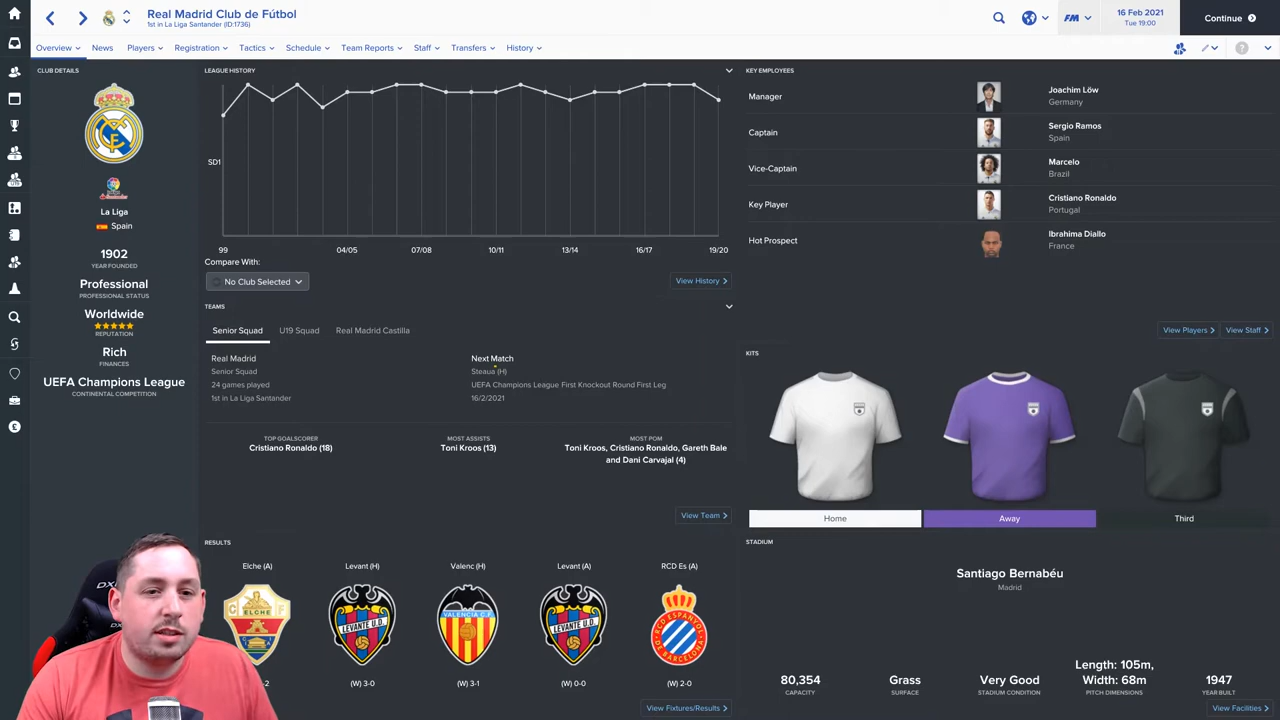 Real Madrid Club de Fútbol
1st in La Liga Santander (ID:1736)
FM
16 Feb 2021
Tue 19:00
Continue
Overview
News
Players
Registration
Tactics
Schedule
Team Reports
Staff
Transfers
History
CLUB DETAILS
La Liga
Spain
1902
YEAR FOUNDED
Professional
PROFESSIONAL STATUS
Worldwide
REPUTATION
Rich
FINANCES
UEFA Champions League
CONTINENTAL COMPETITION
LEAGUE HISTORY
SD1
99 04/05 07/08 10/11 13/14 16/17 19/20
Compare With:
No Club Selected
View History
TEAMS
Senior Squad
U19 Squad
Real Madrid Castilla
Real Madrid
Senior Squad
24 games played
1st in La Liga Santander
Next Match
Steaua (H)
UEFA Champions League First Knockout Round First Leg
16/2/2021
TOP GOALSCORER
Cristiano Ronaldo (18)
MOST ASSISTS
Toni Kroos (13)
MOST POM
Toni Kroos, Cristiano Ronaldo, Gareth Bale
and Dani Carvajal (4)
View Team
RESULTS
Elche (A)
Levant (H)
Valenc (H)
Levant (A)
RCD Es (A)
-2
(W) 3-0
(W) 3-1
(W) 0-0
(W) 2-0
View Fixtures/Results
KEY EMPLOYEES
Manager
Joachim Löw
Germany
Captain
Sergio Ramos
Spain
Vice-Captain
Marcelo
Brazil
Key Player
Cristiano Ronaldo
Portugal
Hot Prospect
Ibrahima Diallo
France
View Players
View Staff
KITS
Home
Away
Third
STADIUM
Santiago Bernabéu
Madrid
80,354
CAPACITY
Grass
SURFACE
Very Good
STADIUM CONDITION
Length: 105m,
Width: 68m
PITCH DIMENSIONS
1947
YEAR BUILT
View Facilities